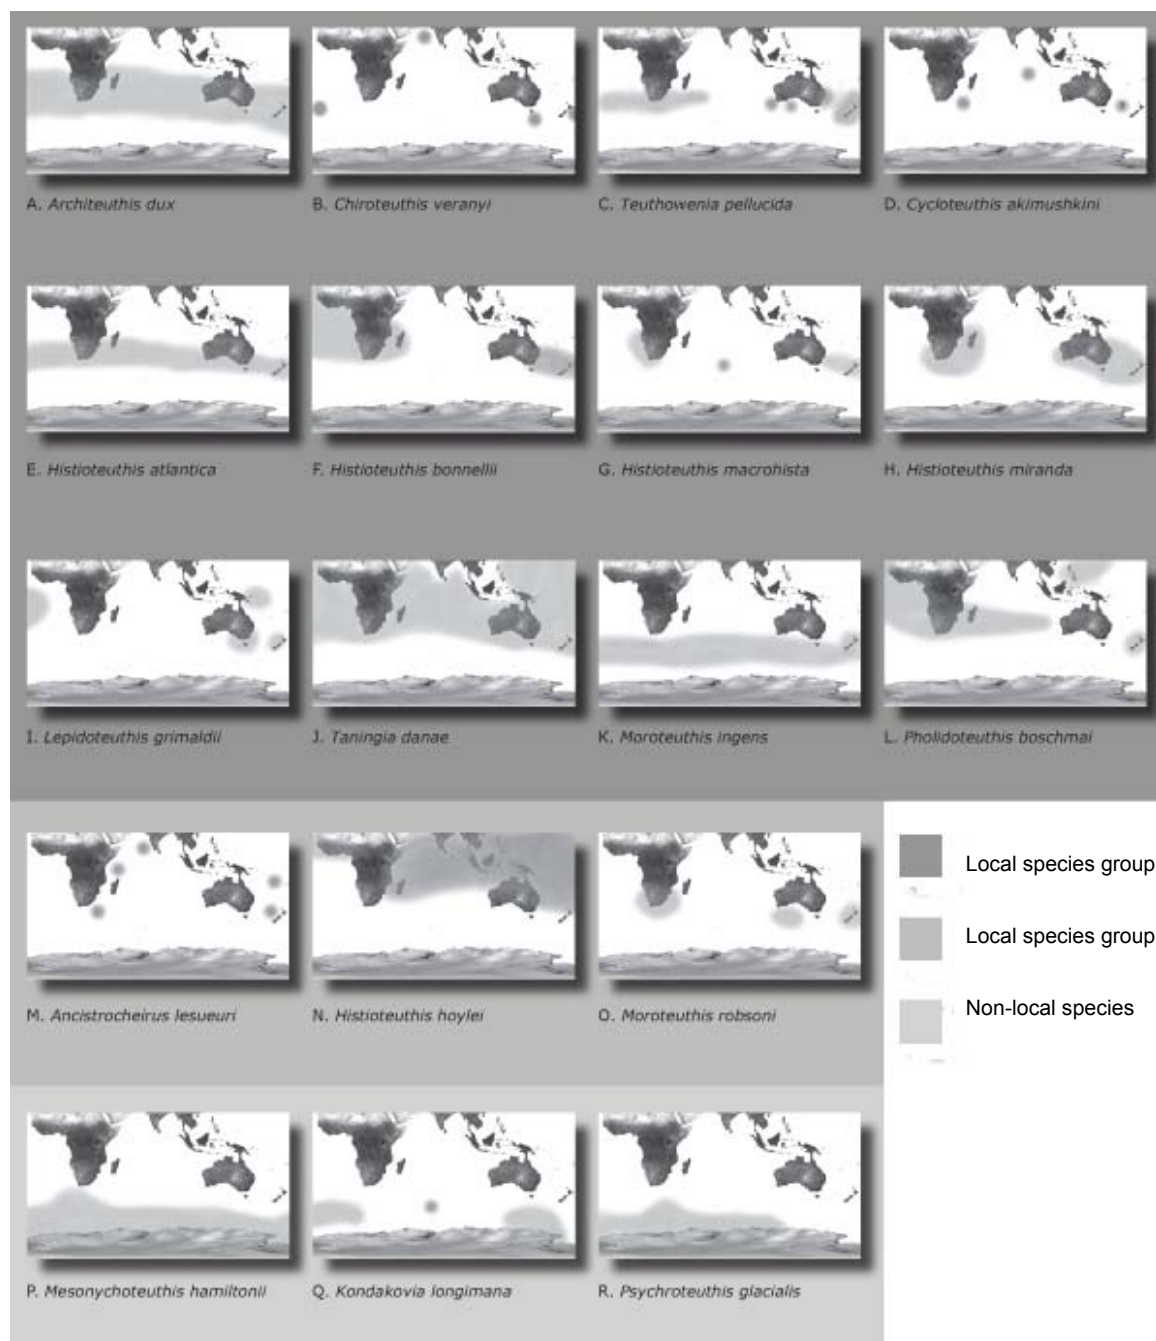 A. Architeuthis dux
B. Chiroteuthis veranyi
C. Teuthowenia pellucida
D. Cycloteuthis akimushkini
E. Histioteuthis atlantica
F. Histioteuthis bonnellii
G. Histioteuthis macrohista
H. Histioteuthis miranda
I. Lepidoteuthis grimaldii
J. Taningia danae
K. Moroteuthis ingens
L. Pholidoteuthis boschmai
Local species group
Local species group
Non-local species
M. Ancistrocheirus lesueuri
N. Histioteuthis hoylei
O. Moroteuthis robsoni
P. Mesonychoteuthis hamiltonii
Q. Kondakovia longimana
R. Psychroteuthis glacialis